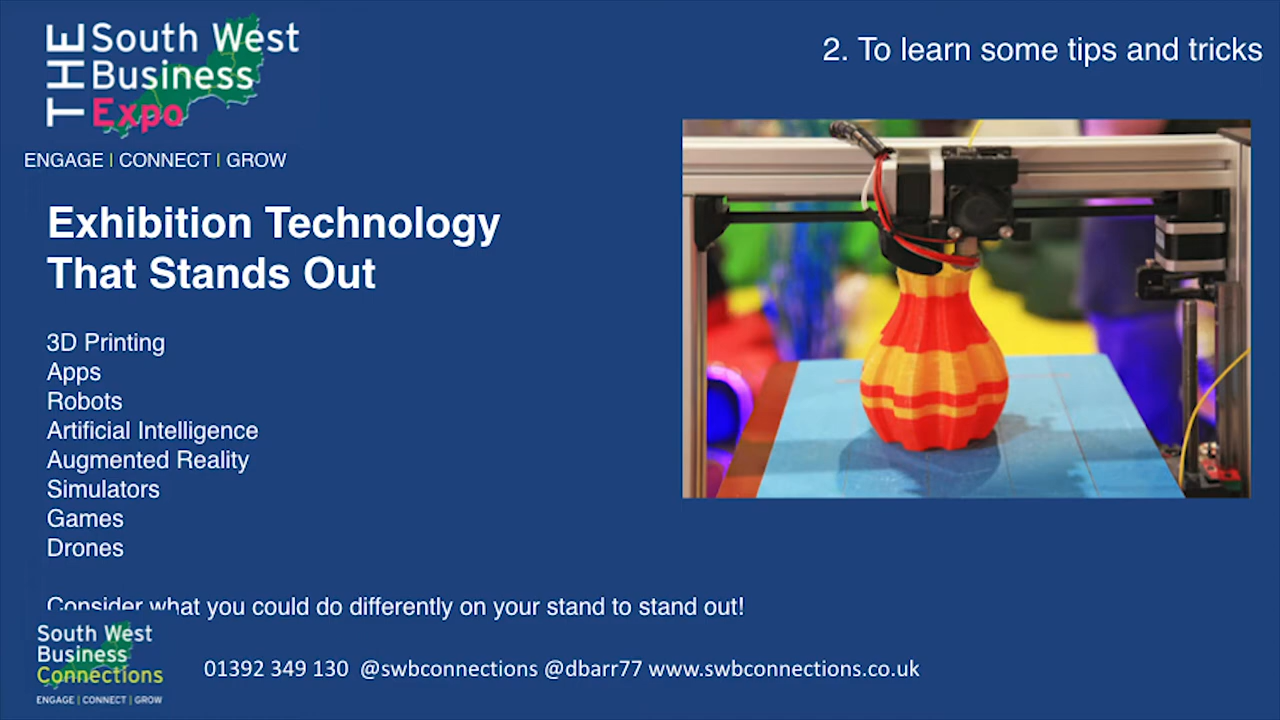 THE South West
Business
Expo
ENGAGE | CONNECT | GROW
2. To learn some tips and tricks
Exhibition Technology
That Stands Out
3D Printing
Apps
Robots
Artificial Intelligence
Augmented Reality
Simulators
Games
Drones
Consider what you could do differently on your stand to stand out!
South West
Business
Connections
ENGAGE | CONNECT | GROW
01392 349 130 @swbconnections @dbarr77 www.swbconnections.co.uk